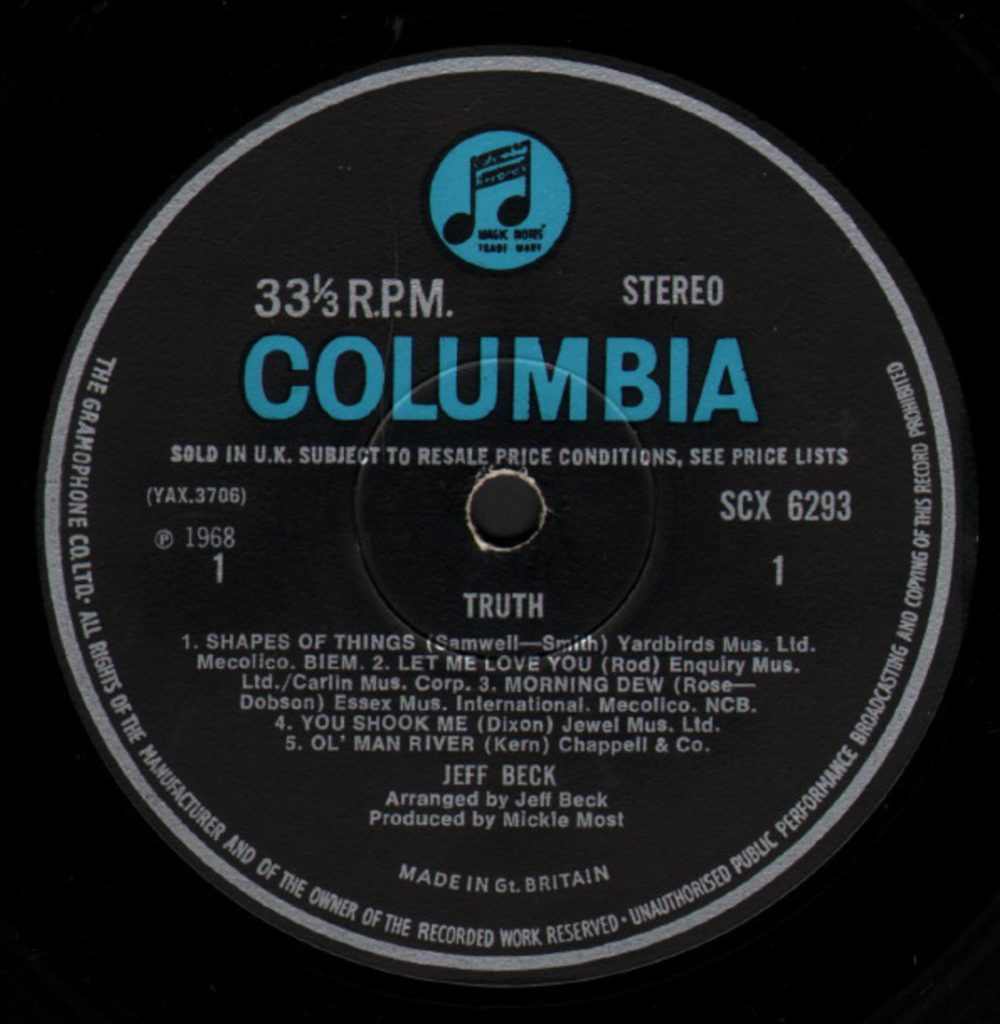 Columbia
Records
MAGIC NOTES
TRADE MARK
33⅓ R.P.M.
STEREO
COLUMBIA
SOLD IN U.K. SUBJECT TO RESALE PRICE CONDITIONS, SEE PRICE LISTS
(YAX.3706)
SCX 6293
℗ 1968
1
1
TRUTH
1. SHAPES OF THINGS (Samwell—Smith) Yardbirds Mus. Ltd.
Mecolico. BIEM. 2. LET ME LOVE YOU (Rod) Enquiry Mus.
Ltd./Carlin Mus. Corp. 3. MORNING DEW (Rose—
Dobson) Essex Mus. International. Mecolico. NCB.
4. YOU SHOOK ME (Dixon) Jewel Mus. Ltd.
5. OL' MAN RIVER (Kern) Chappell & Co.
JEFF BECK
Arranged by Jeff Beck
Produced by Mickie Most
MADE IN Gt. BRITAIN
THE GRAMOPHONE CO. LTD. · ALL RIGHTS OF THE MANUFACTURER AND OF THE OWNER OF THE RECORDED WORK RESERVED · UNAUTHORISED PUBLIC PERFORMANCE BROADCASTING AND COPYING OF THIS RECORD PROHIBITED